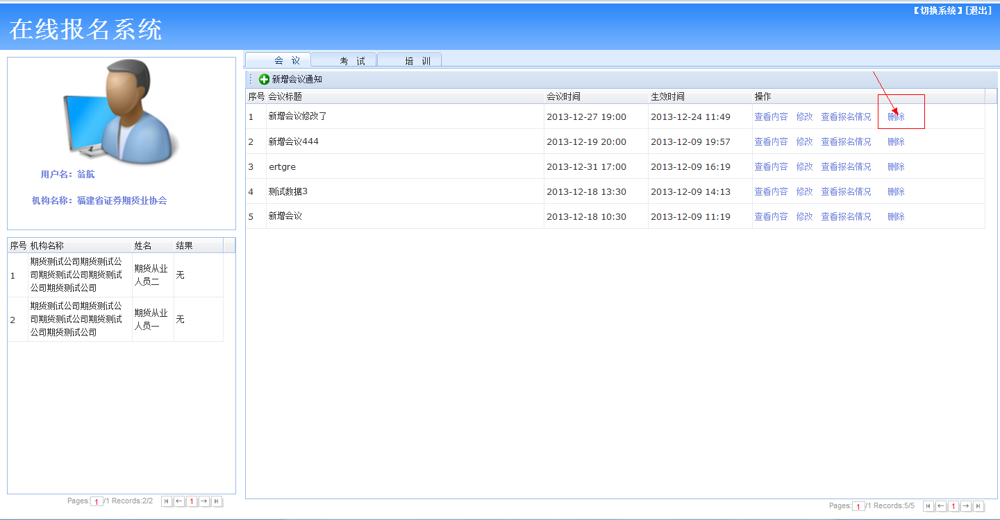 【切换系统】[退出]
在线报名系统
会 议 考 试 培 训
新增会议通知
用户名：翁航
机构名称：福建省证券期货业协会
序号 机构名称 姓名 结果
1 期货测试公司期货测试公
司期货测试公司期货测试
公司期货测试公司 期货从业
人员二 无
2 期货测试公司期货测试公
司期货测试公司期货测试
公司期货测试公司 期货从业
人员一 无
Pages: 1 /1 Records:2/2 1
序号 会议标题 会议时间 生效时间 操作
1 新增会议修改了 2013-12-27 19:00 2013-12-24 11:49 查看内容 修改 查看报名情况 删除
2 新增会议444 2013-12-19 20:00 2013-12-09 19:57 查看内容 修改 查看报名情况 删除
3 ertgre 2013-12-31 17:00 2013-12-09 16:19 查看内容 修改 查看报名情况 删除
4 测试数据3 2013-12-18 13:30 2013-12-09 14:13 查看内容 修改 查看报名情况 删除
5 新增会议 2013-12-18 10:30 2013-12-09 11:19 查看内容 修改 查看报名情况 删除
Pages: 1 /1 Records:5/5 1